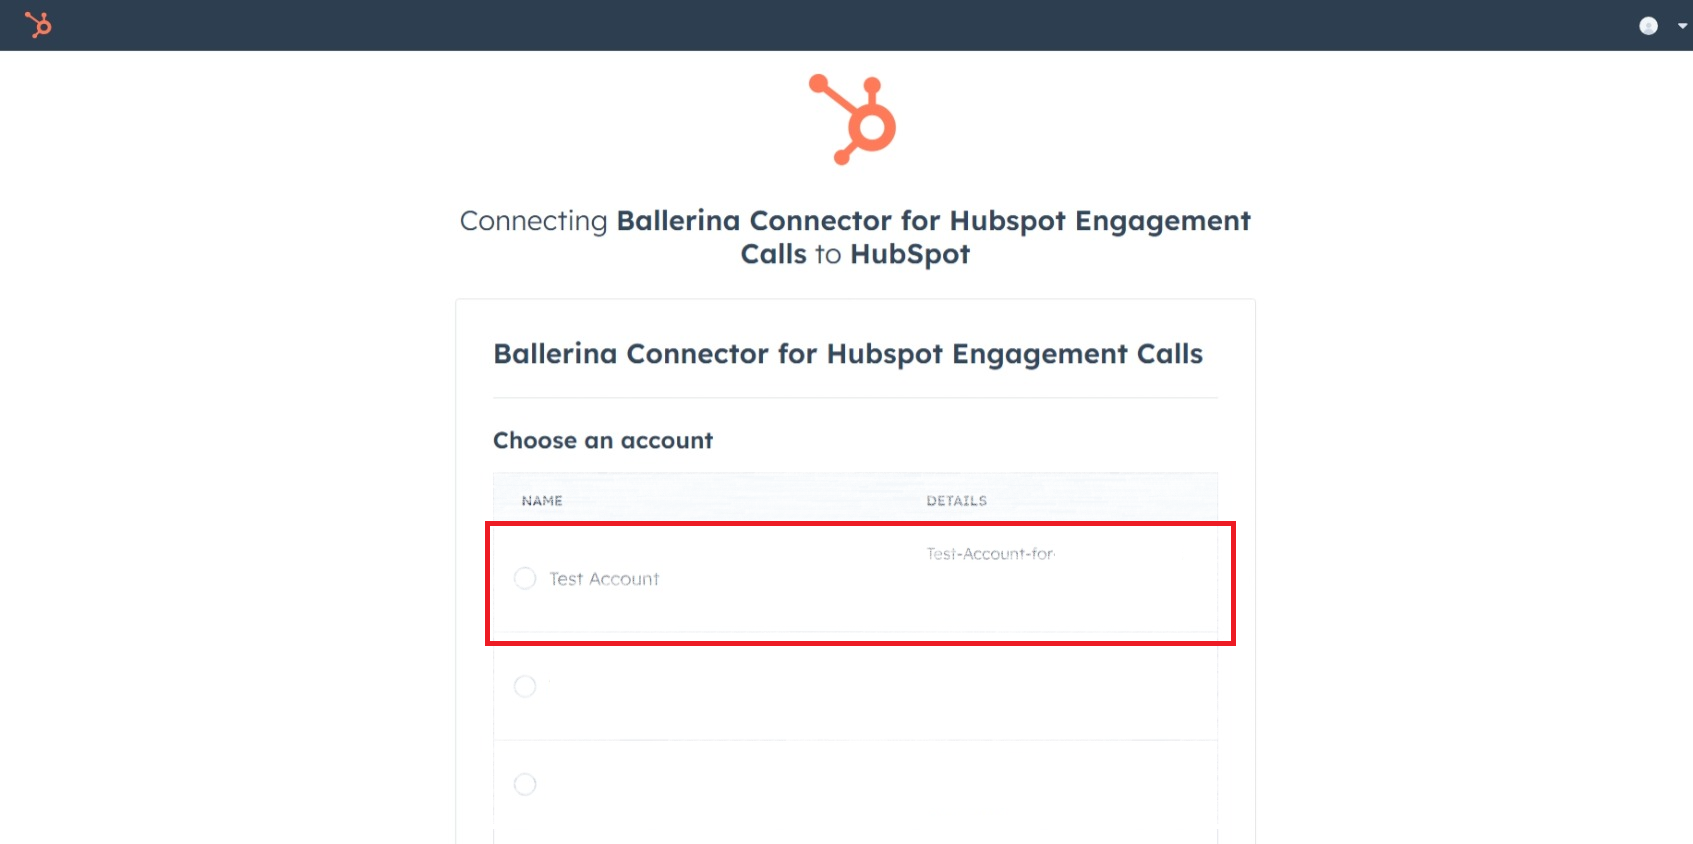 Connecting Ballerina Connector for Hubspot Engagement
Calls to HubSpot
Ballerina Connector for Hubspot Engagement Calls
Choose an account
NAME DETAILS
Test-Account-for-
Test Account